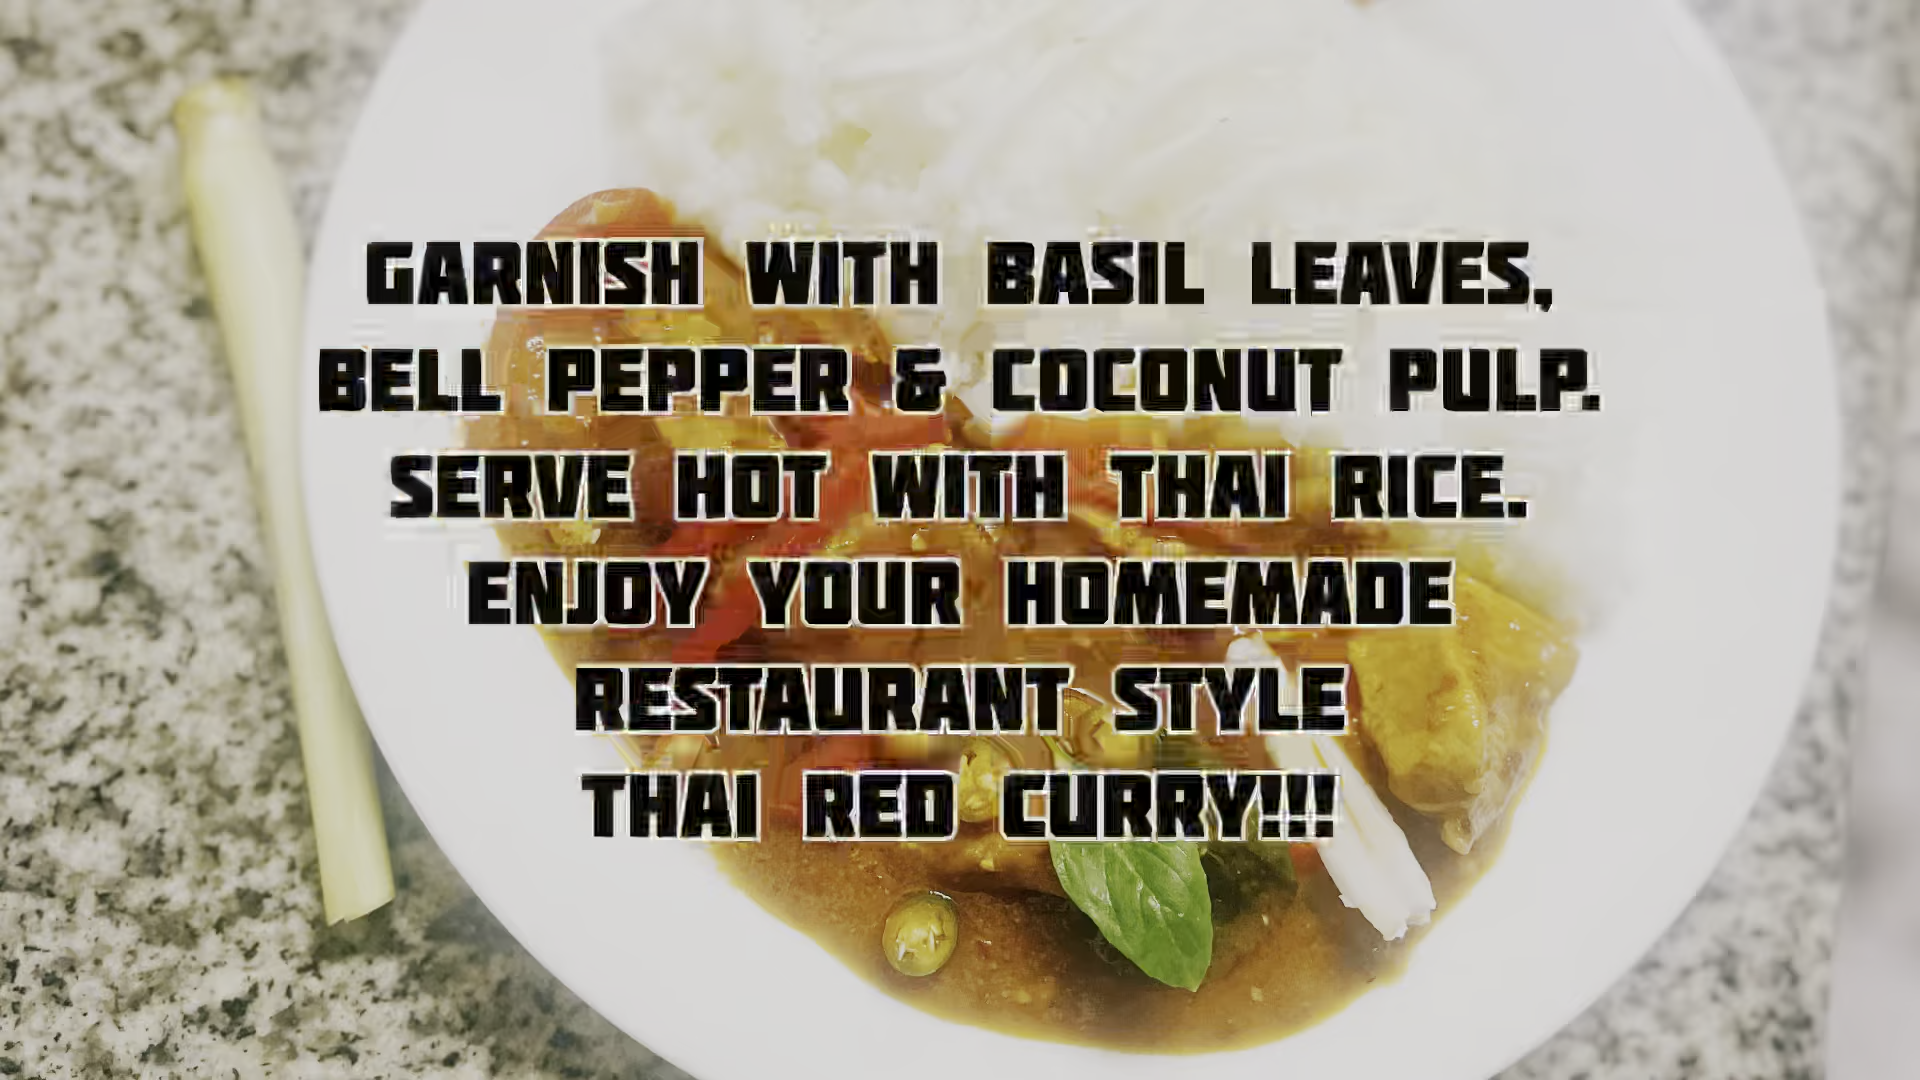 GARNISH WITH BASIL LEAVES,
BELL PEPPER & COCONUT PULP.
SERVE HOT WITH THAI RICE.
ENJOY YOUR HOMEMADE
RESTAURANT STYLE
THAI RED CURRY!!!